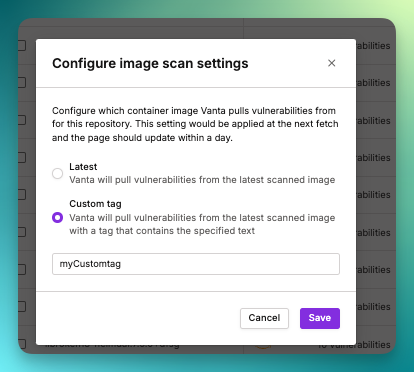 Configure image scan settings
Configure which container image Vanta pulls vulnerabilities from
for this repository. This setting would be applied at the next fetch
and the page should update within a day.
Latest
Vanta will pull vulnerabilities from the latest scanned image
Custom tag
Vanta will pull vulnerabilities from the latest scanned image
with a tag that contains the specified text
myCustomtag
Cancel
Save